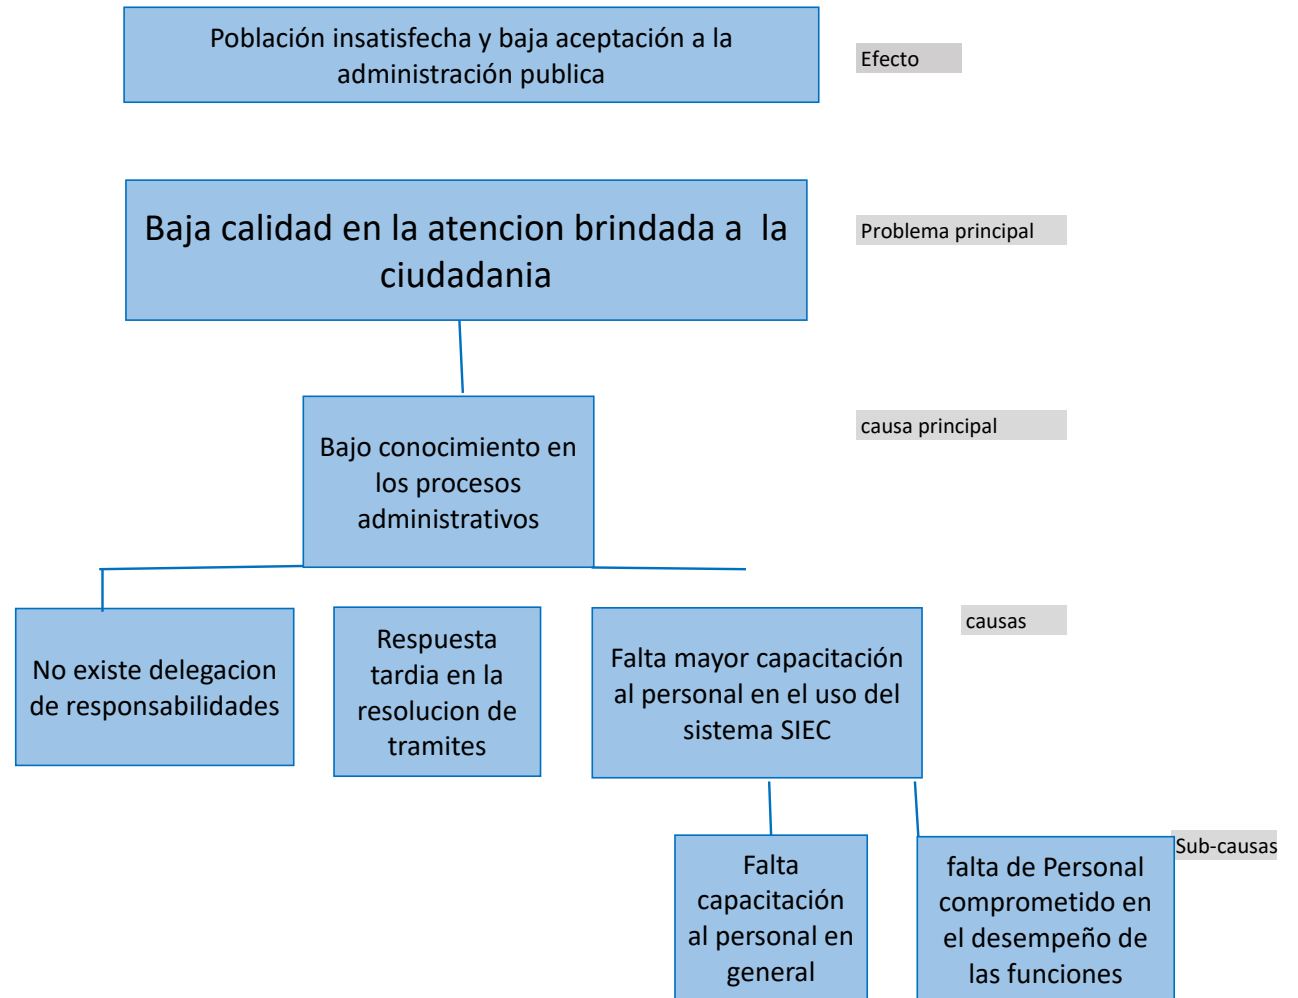 Población insatisfecha y baja aceptación a la
administración publica
Efecto
Baja calidad en la atencion brindada a  la
ciudadania
Problema principal
Bajo conocimiento en
los procesos
administrativos
causa principal
No existe delegacion
de responsabilidades
Respuesta
tardia en la
resolucion de
tramites
Falta mayor capacitación
al personal en el uso del
sistema SIEC
causas
Falta
capacitación
al personal en
general
falta de Personal
comprometido en
el desempeño de
las funciones
Sub-causas